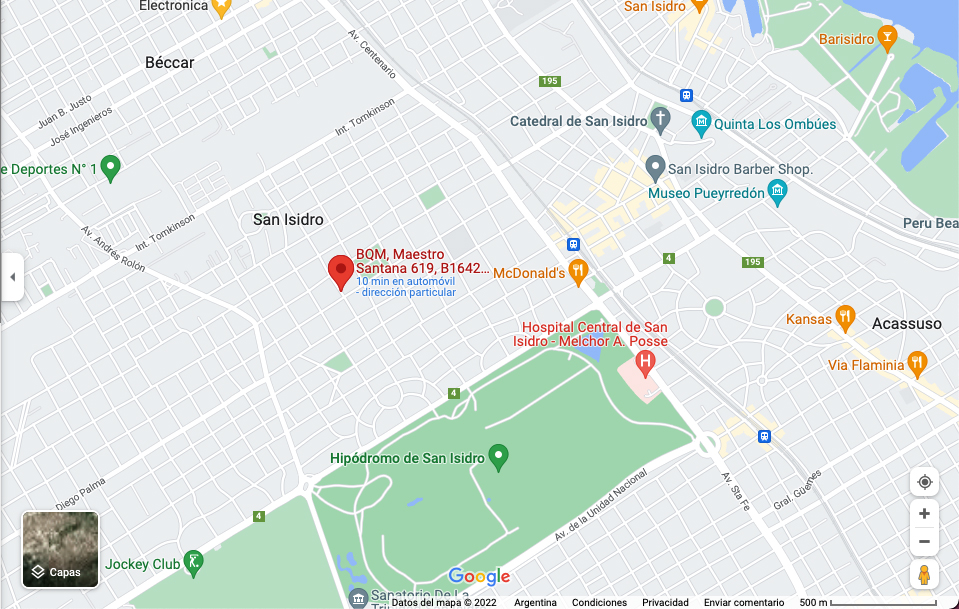 Electronica
San Isidro
Barisidro
Béccar
Av. Centenario
195
Juan B. Justo
José Ingenieros
Int. Tomkinson
Catedral de San Isidro
Quinta Los Ombúes
e Deportes N° 1
San Isidro Barber Shop.
Museo Pueyrredón
San Isidro
Int. Tomkinson
Av. Andrés Rolón
Peru Bea
BQM, Maestro
Santana 619, B1642...
10 min en automóvil
- dirección particular
McDonald's
4
195
Kansas
Acassuso
Hospital Central de San
Isidro - Melchor A. Posse
Via Flaminia
4
Hipódromo de San Isidro
Diego Palma
4
Av. Sta Fe
Gral. Güemes
Av. de la Unidad Nacional
Jockey Club
Capas
Google
Sanatorio De La
Datos del mapa © 2022 Argentina Condiciones Privacidad Enviar comentario 500 m